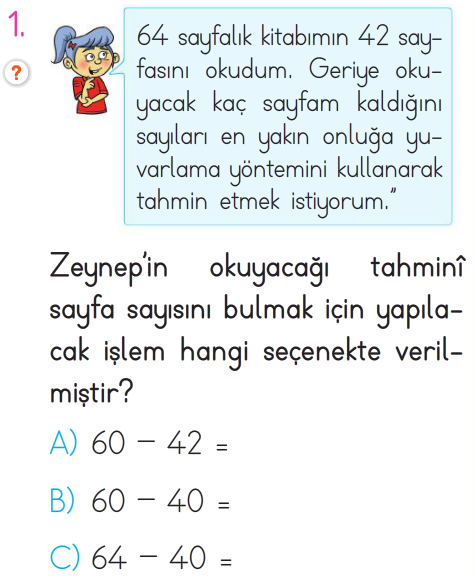 1.
?
64 sayfalık kitabımın 42 say-
fasını okudum. Geriye oku-
yacak kaç sayfam kaldığını
sayıları en yakın onluğa yu-
varlama yöntemini kullanarak
tahmin etmek istiyorum."
Zeynep'in okuyacağı tahminî
sayfa sayısını bulmak için yapıla-
cak işlem hangi seçenekte veril-
miştir?
A) 60 – 42 =
B) 60 – 40 =
C) 64 – 40 =